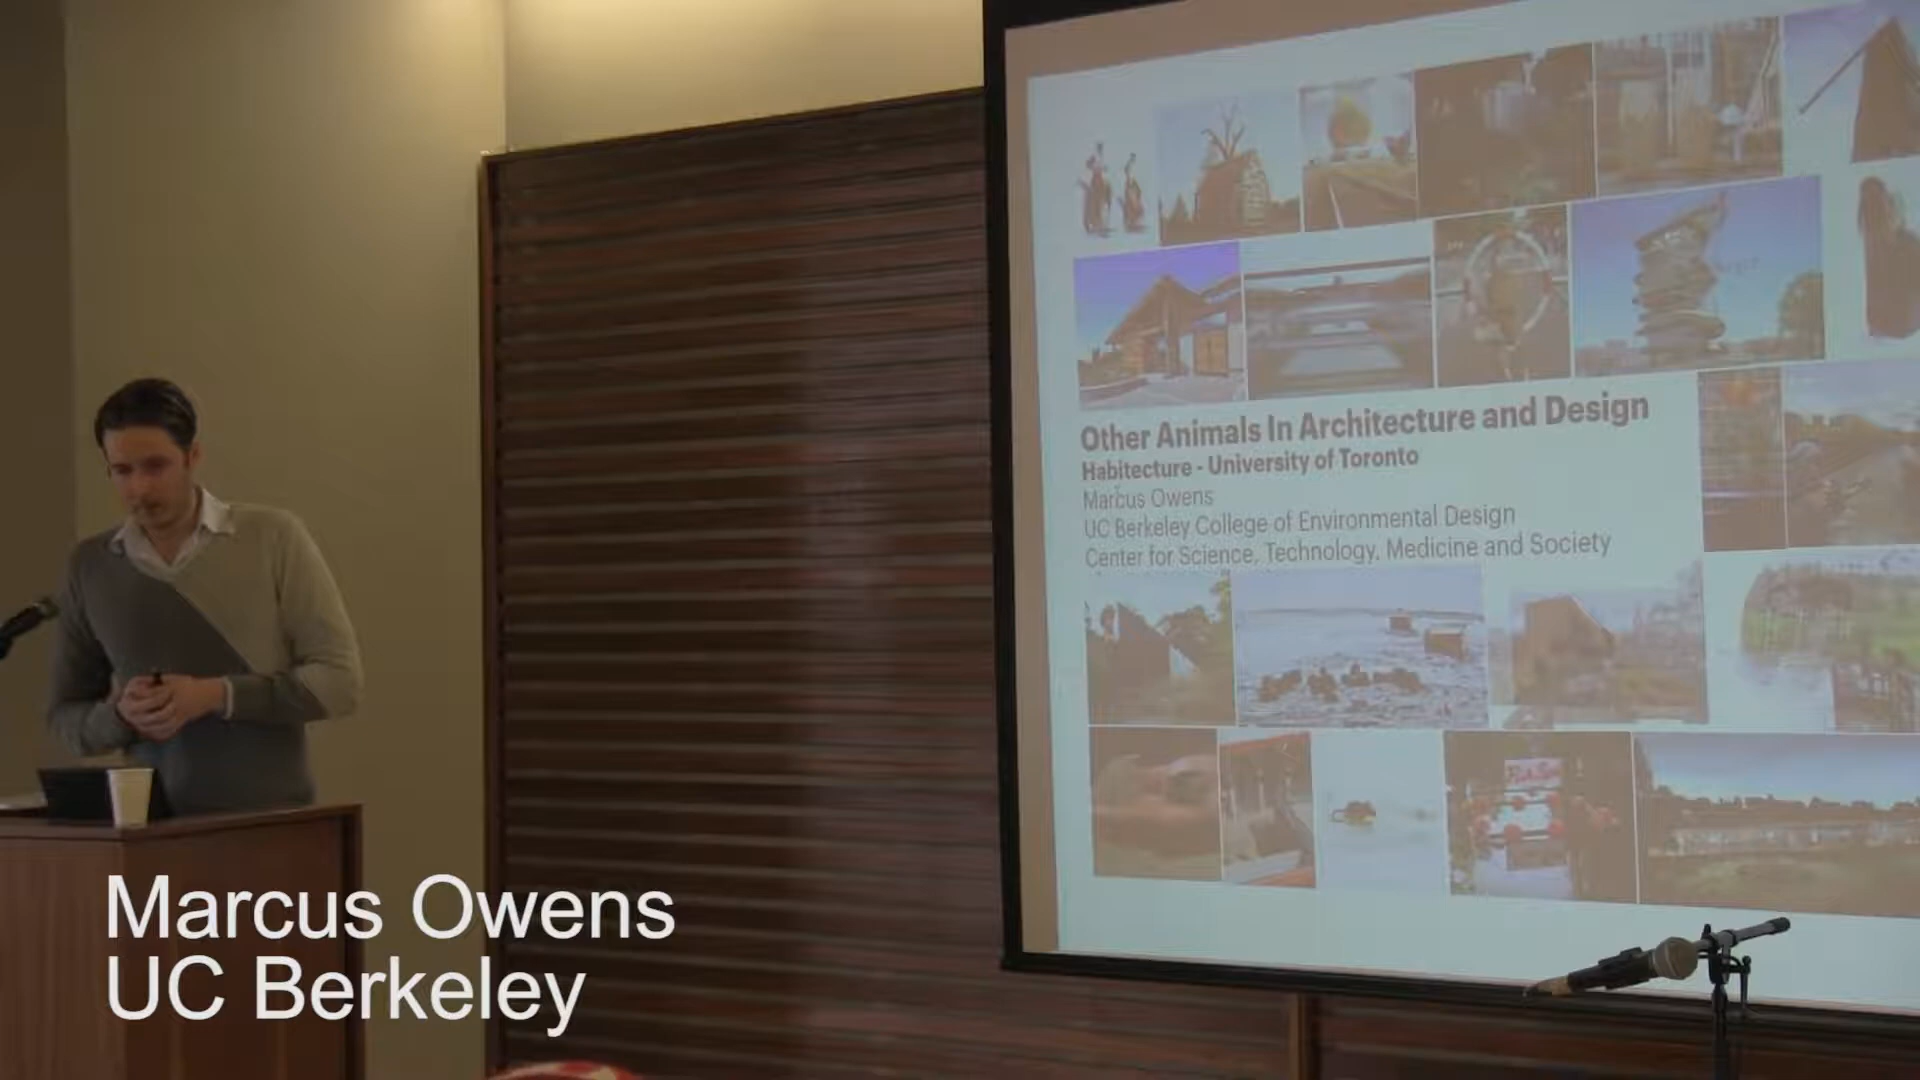 Other Animals In Architecture and Design
Habitecture - University of Toronto
Marcus Owens
UC Berkeley College of Environmental Design
Center for Science, Technology, Medicine and Society
Marcus Owens
UC Berkeley